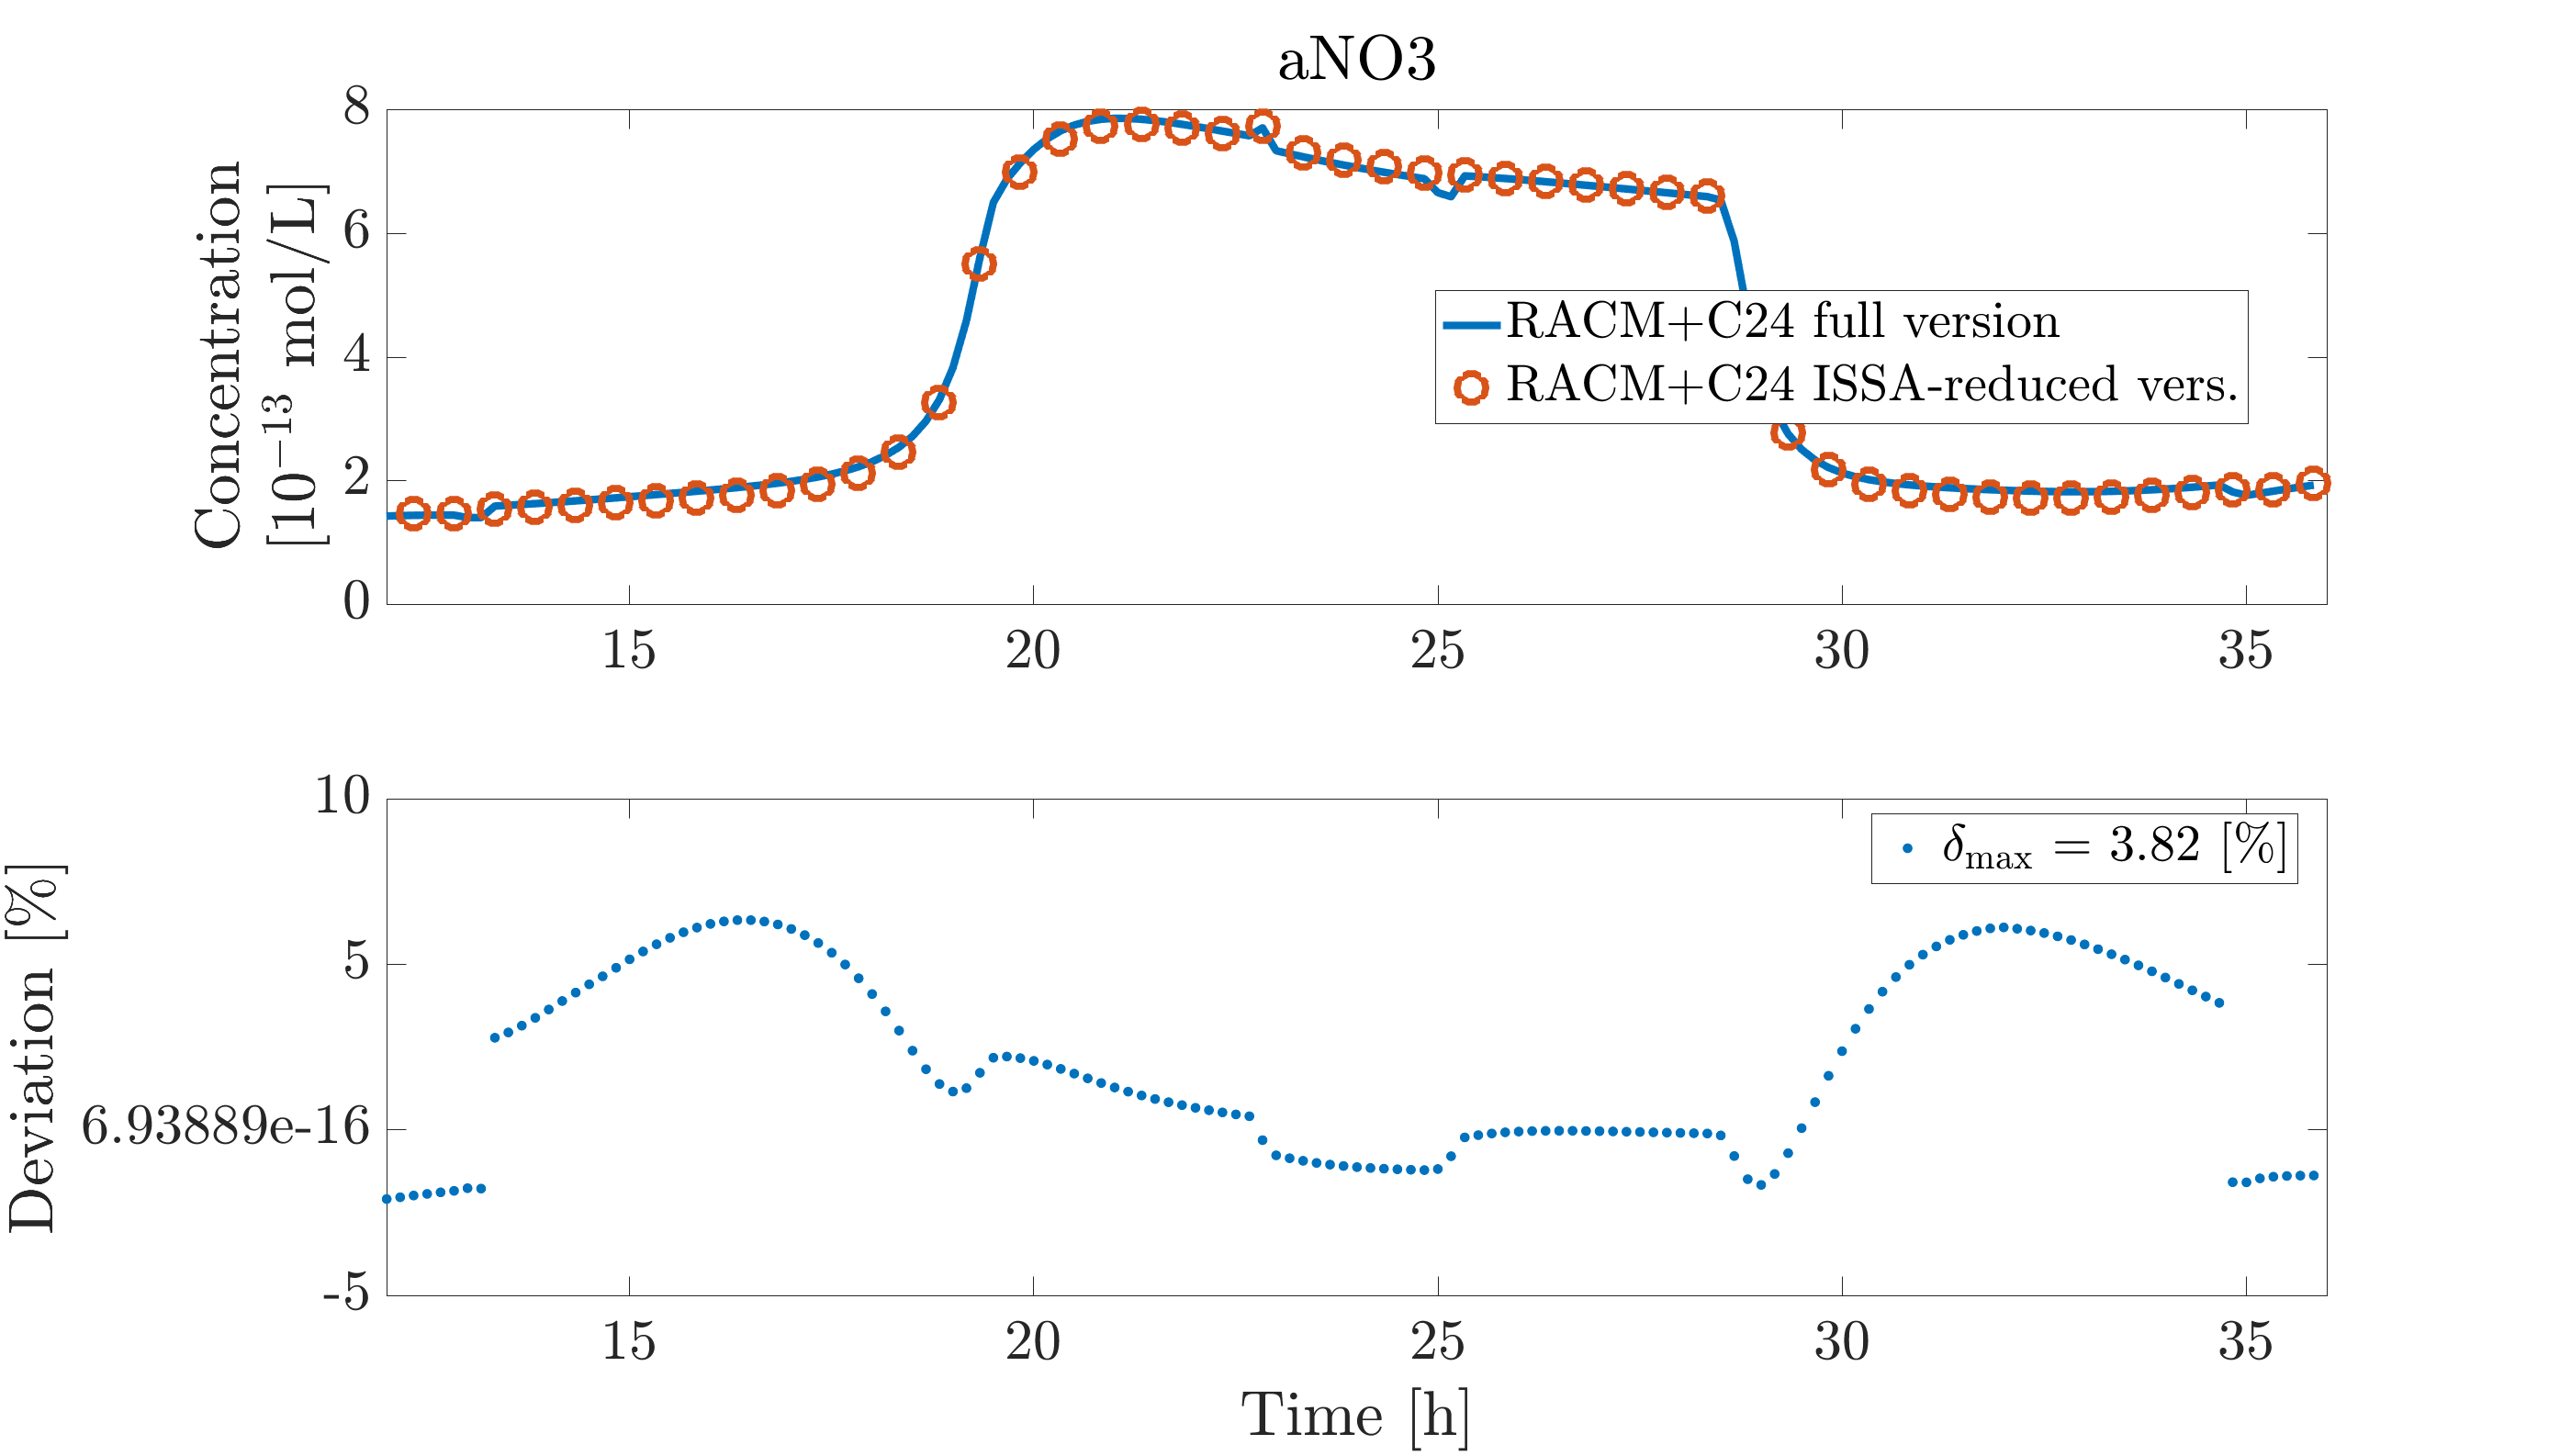 aNO3
8
6
4
2
0
Concentration
[10⁻¹³ mol/L]
RACM+C24 full version
RACM+C24 ISSA-reduced vers.
15 20 25 30 35
10
5
6.93889e-16
-5
Deviation [%]
δmax = 3.82 [%]
15 20 25 30 35
Time [h]